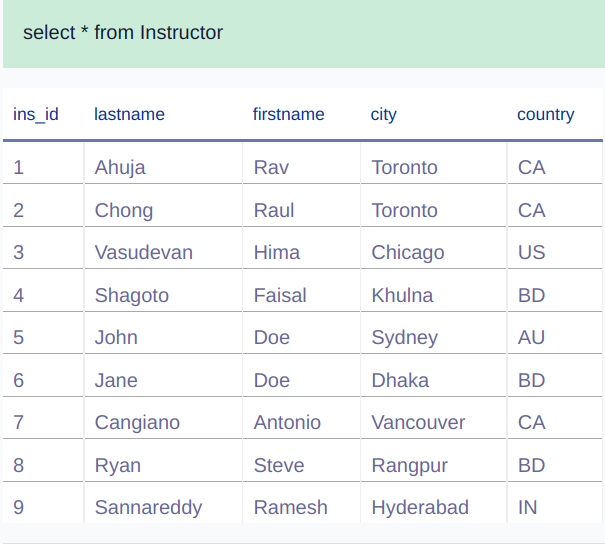 select * from Instructor
ins_id lastname firstname city country
1 Ahuja Rav Toronto CA
2 Chong Raul Toronto CA
3 Vasudevan Hima Chicago US
4 Shagoto Faisal Khulna BD
5 John Doe Sydney AU
6 Jane Doe Dhaka BD
7 Cangiano Antonio Vancouver CA
8 Ryan Steve Rangpur BD
9 Sannareddy Ramesh Hyderabad IN